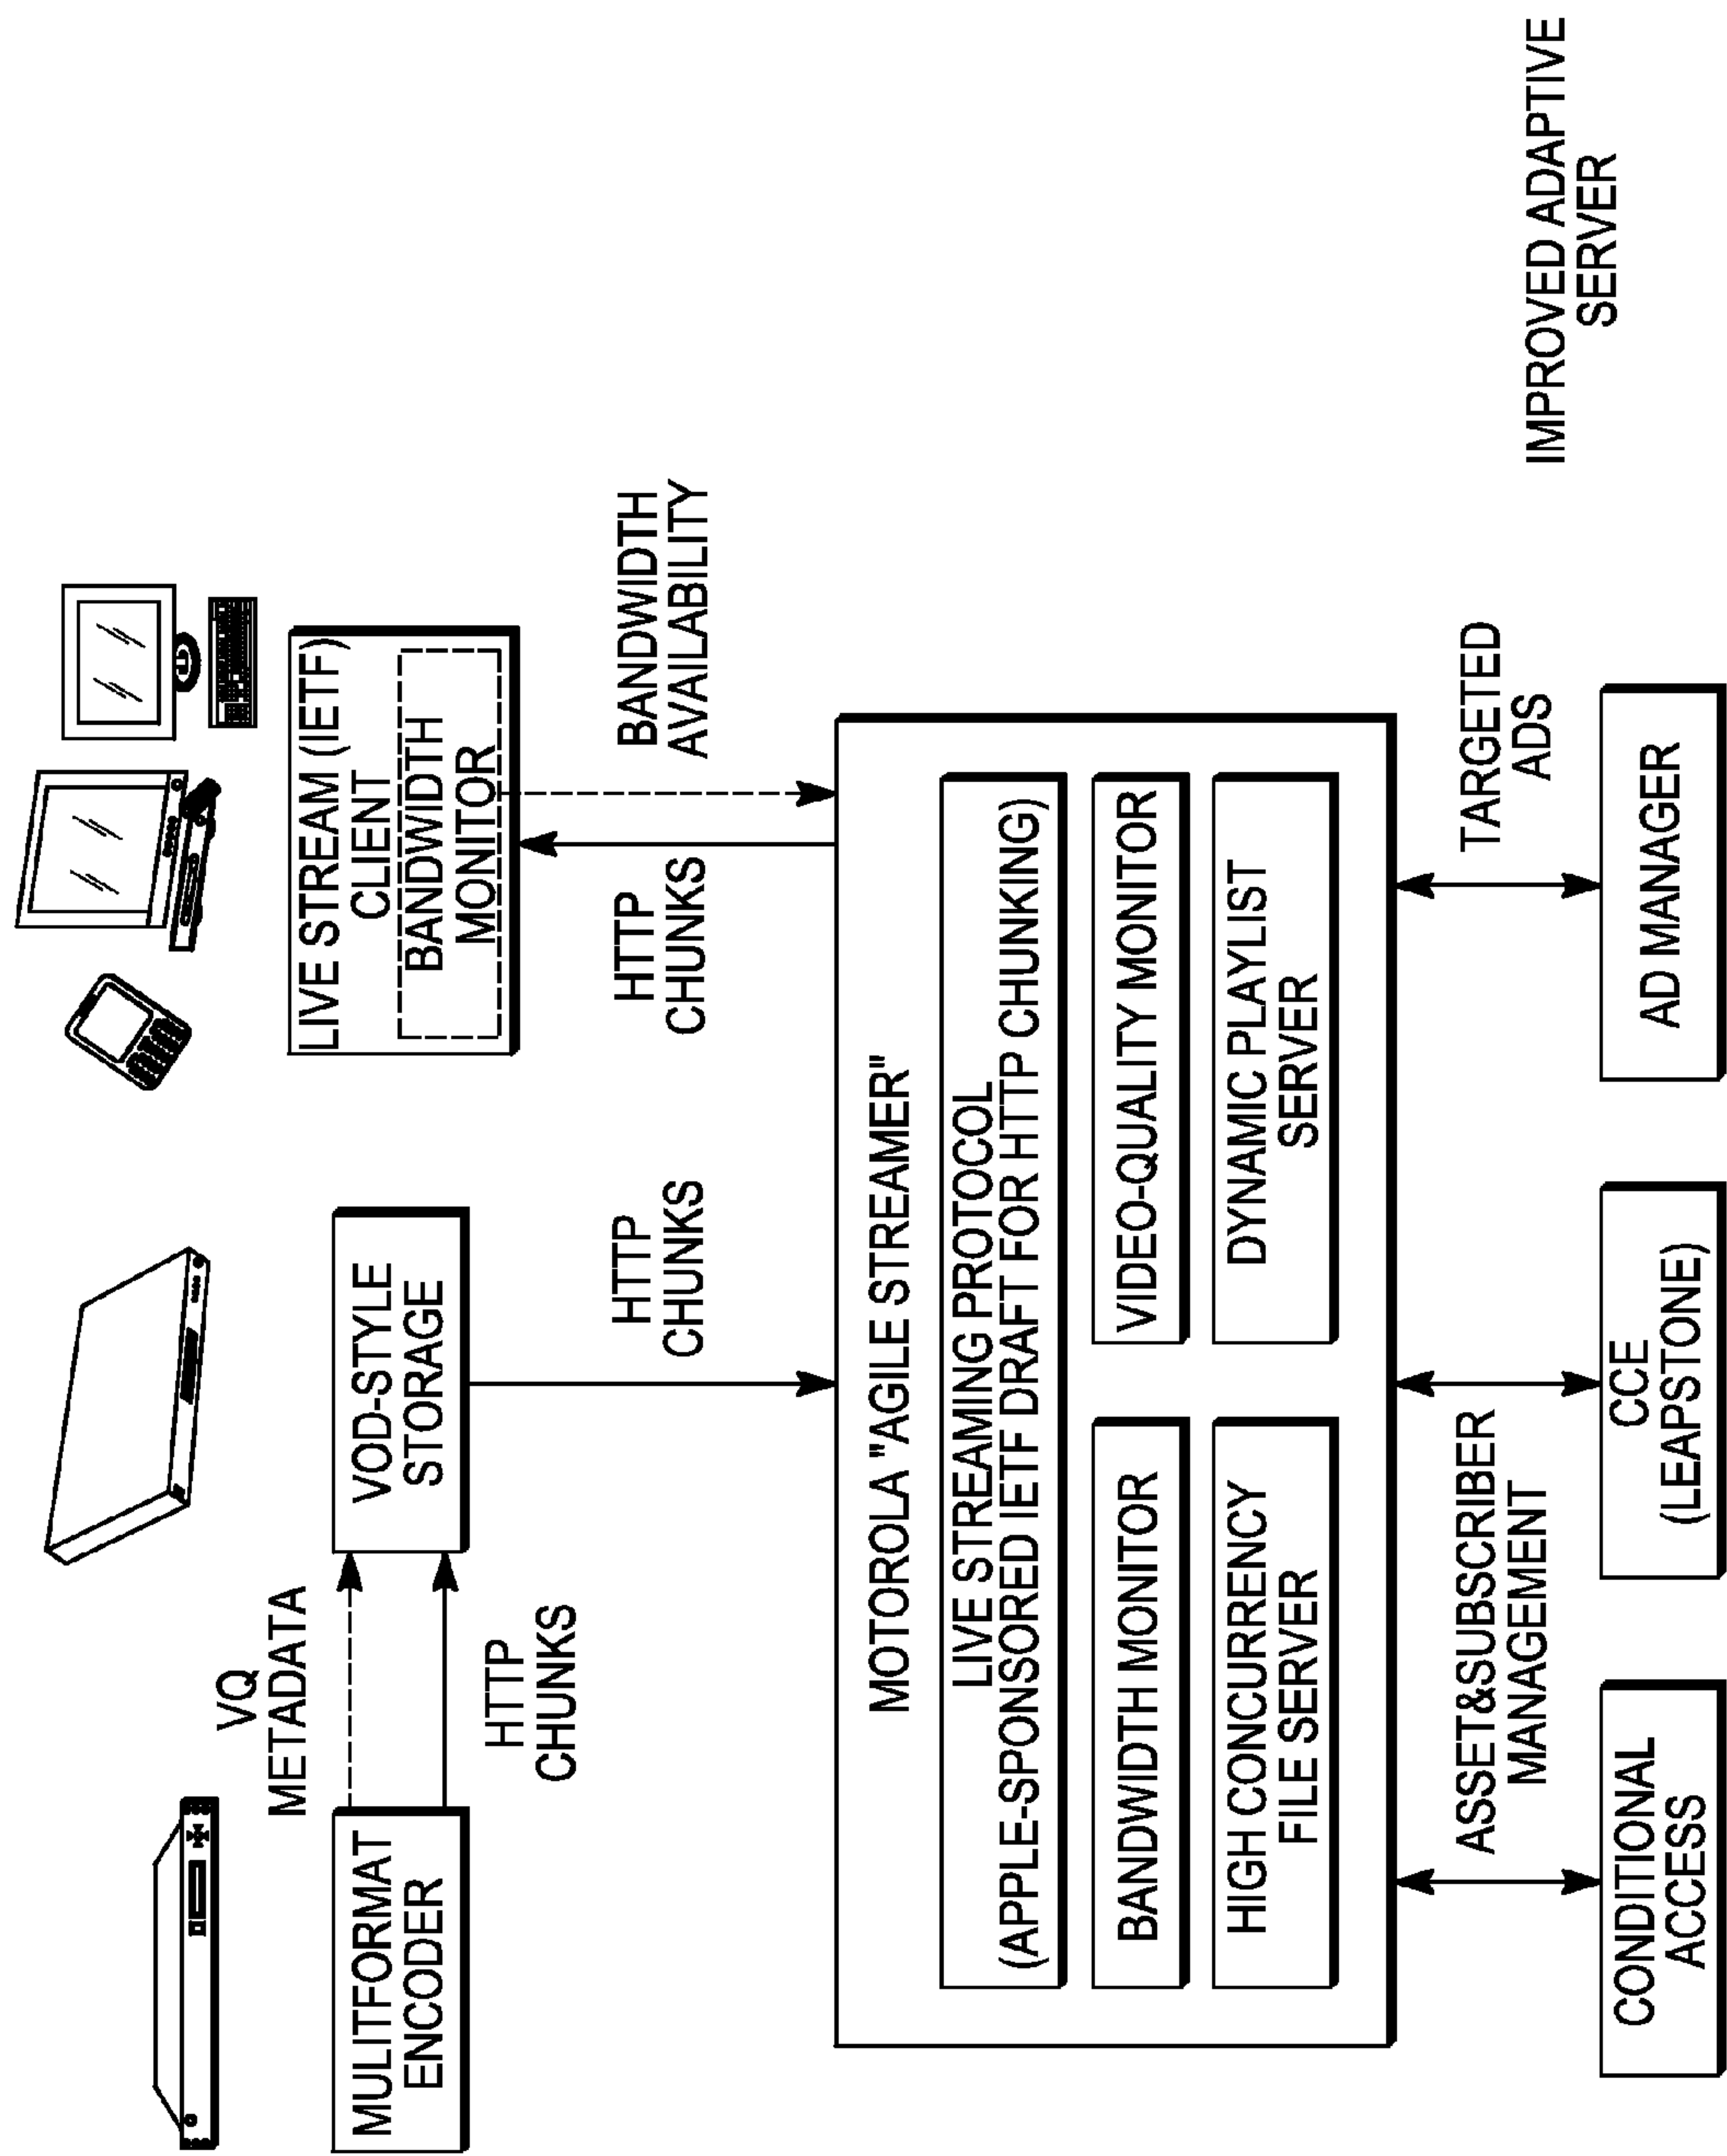 VQ
METADATA
MULITFORMAT
ENCODER
HTTP
CHUNKS
VOD-STYLE
STORAGE
LIVE STREAM (IETF)
CLIENT
BANDWIDTH
MONITOR
HTTP
CHUNKS
HTTP
CHUNKS
BANDWIDTH
AVAILABILITY
MOTOROLA "AGILE STREAMER"
LIVE STREAMING PROTOCOL
(APPLE-SPONSORED IETF DRAFT FOR HTTP CHUNKING)
BANDWIDTH MONITOR
VIDEO-QUALITY MONITOR
HIGH CONCURRENCY
FILE SERVER
DYNAMIC PLAYLIST
SERVER
ASSET&SUBSCRIBER
MANAGEMENT
TARGETED
ADS
CONDITIONAL
ACCESS
CCE
(LEAPSTONE)
AD MANAGER
IMPROVED ADAPTIVE
SERVER